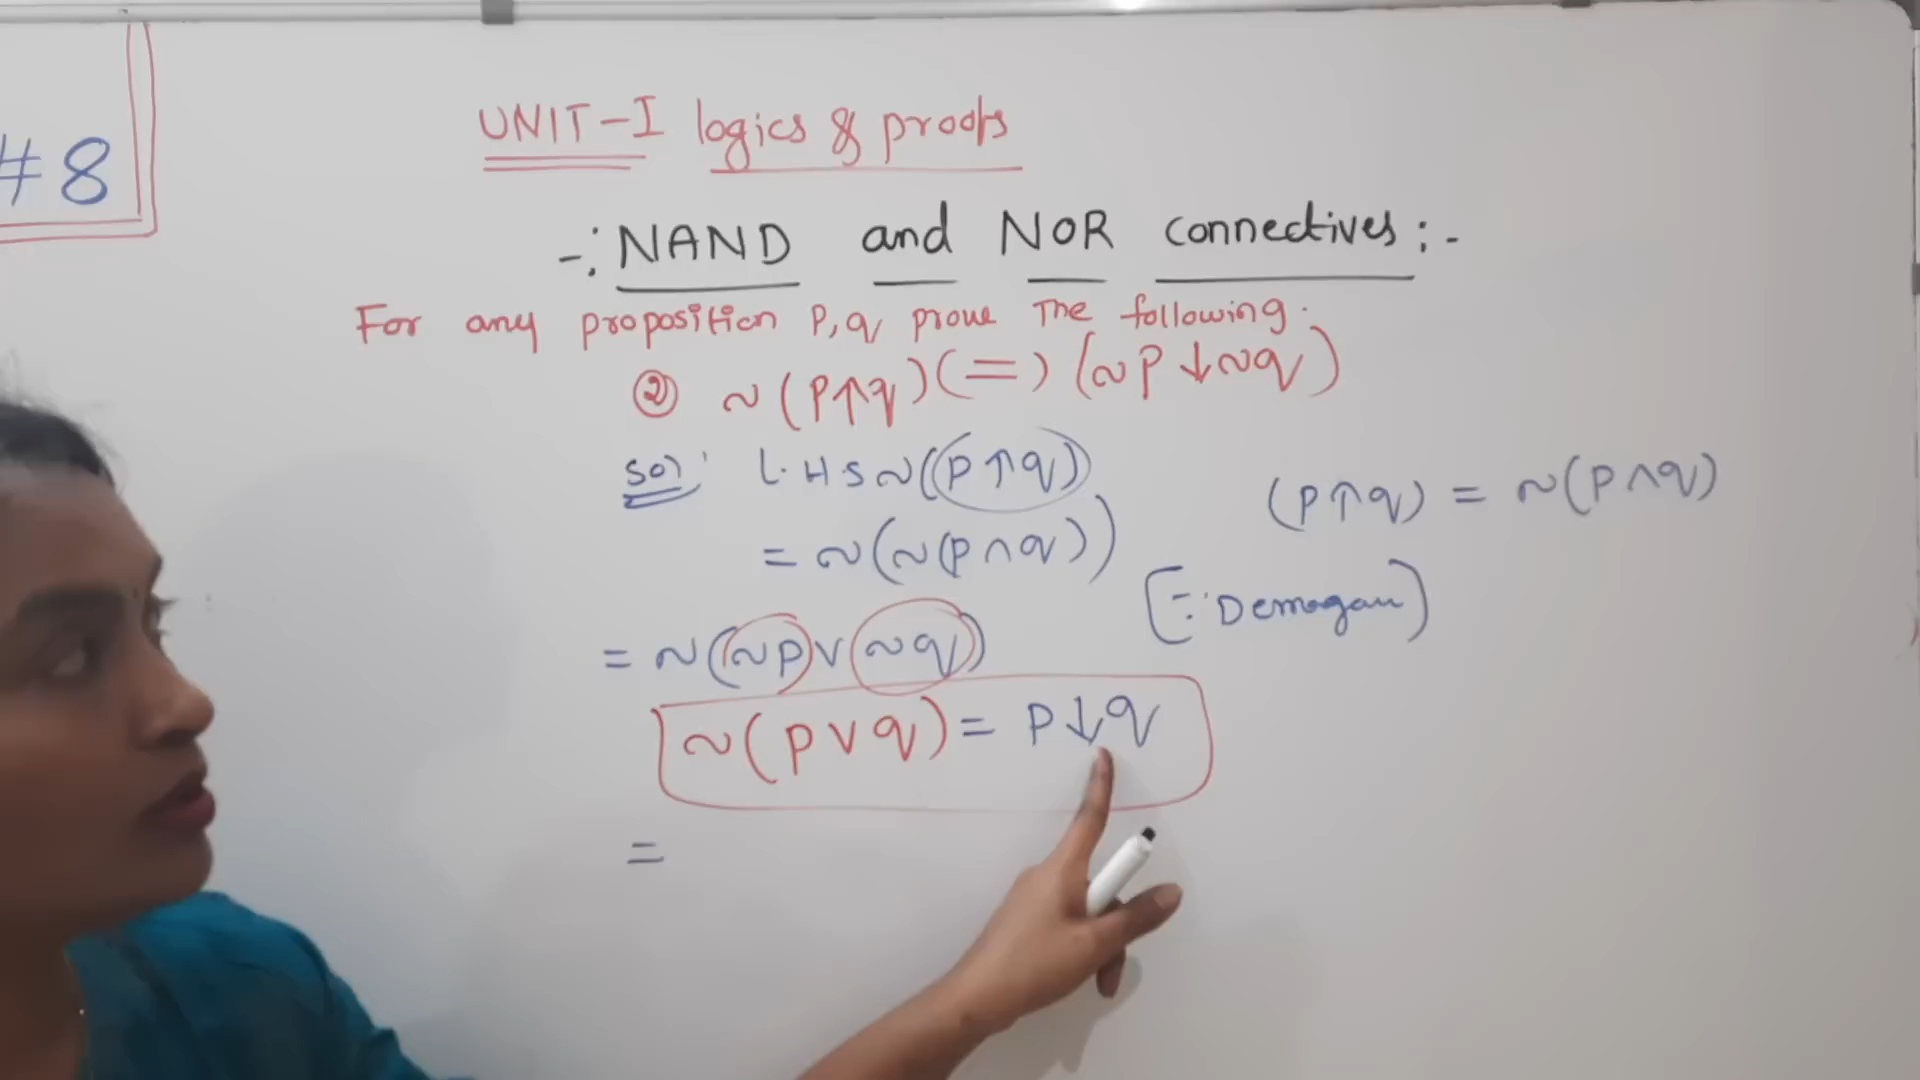 #8
UNIT-I logics & proofs
-: NAND and NOR connectives :-
For any proposition P, q prove The following.
② ~(P↑q) (=) (~P↓~q)
Sol: L.H.S ~(P↑q)
(P↑q) = ~(P∧q)
= ~(~(P∧q))
[∵ Demogan]
= ~(~P∨~q)
~(P∨q) = P↓q
=